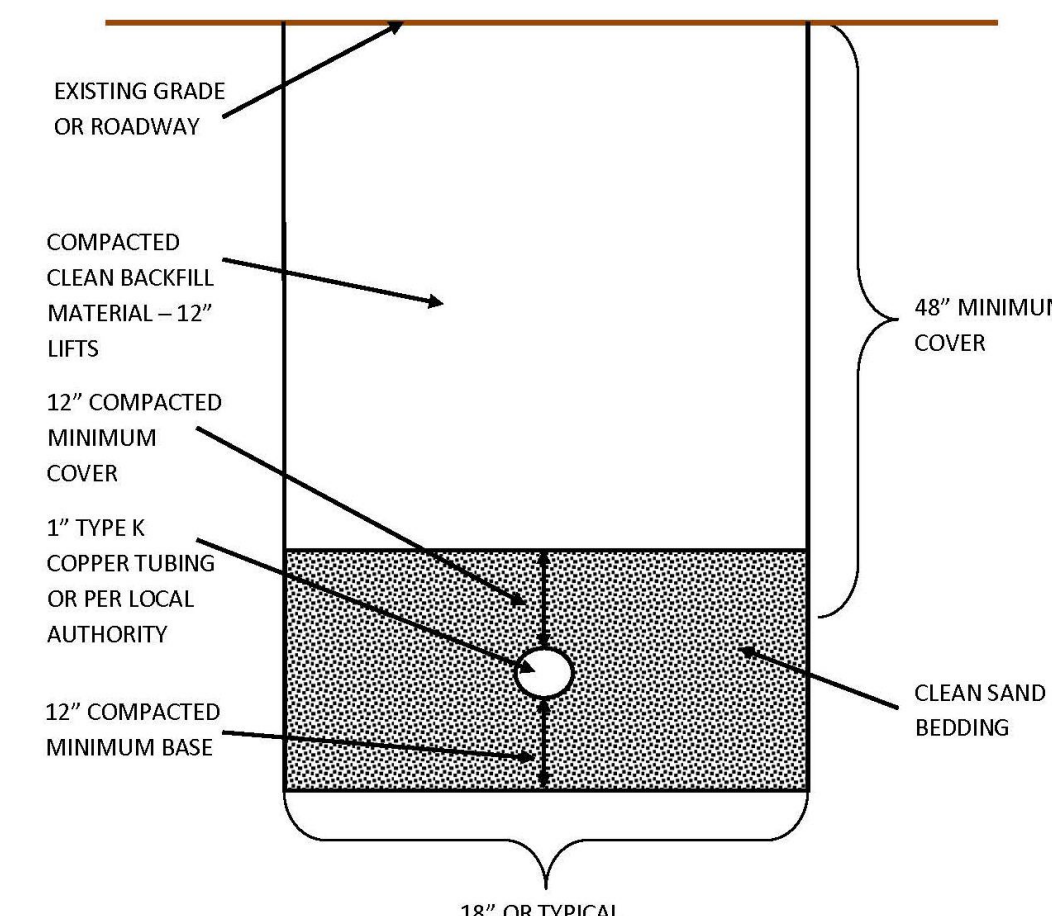 EXISTING GRADE
OR ROADWAY
COMPACTED
CLEAN BACKFILL
MATERIAL – 12”
LIFTS
48” MINIMUM
COVER
12” COMPACTED
MINIMUM
COVER
1” TYPE K
COPPER TUBING
OR PER LOCAL
AUTHORITY
CLEAN SAND
BEDDING
12” COMPACTED
MINIMUM BASE
18” OR TYPICAL